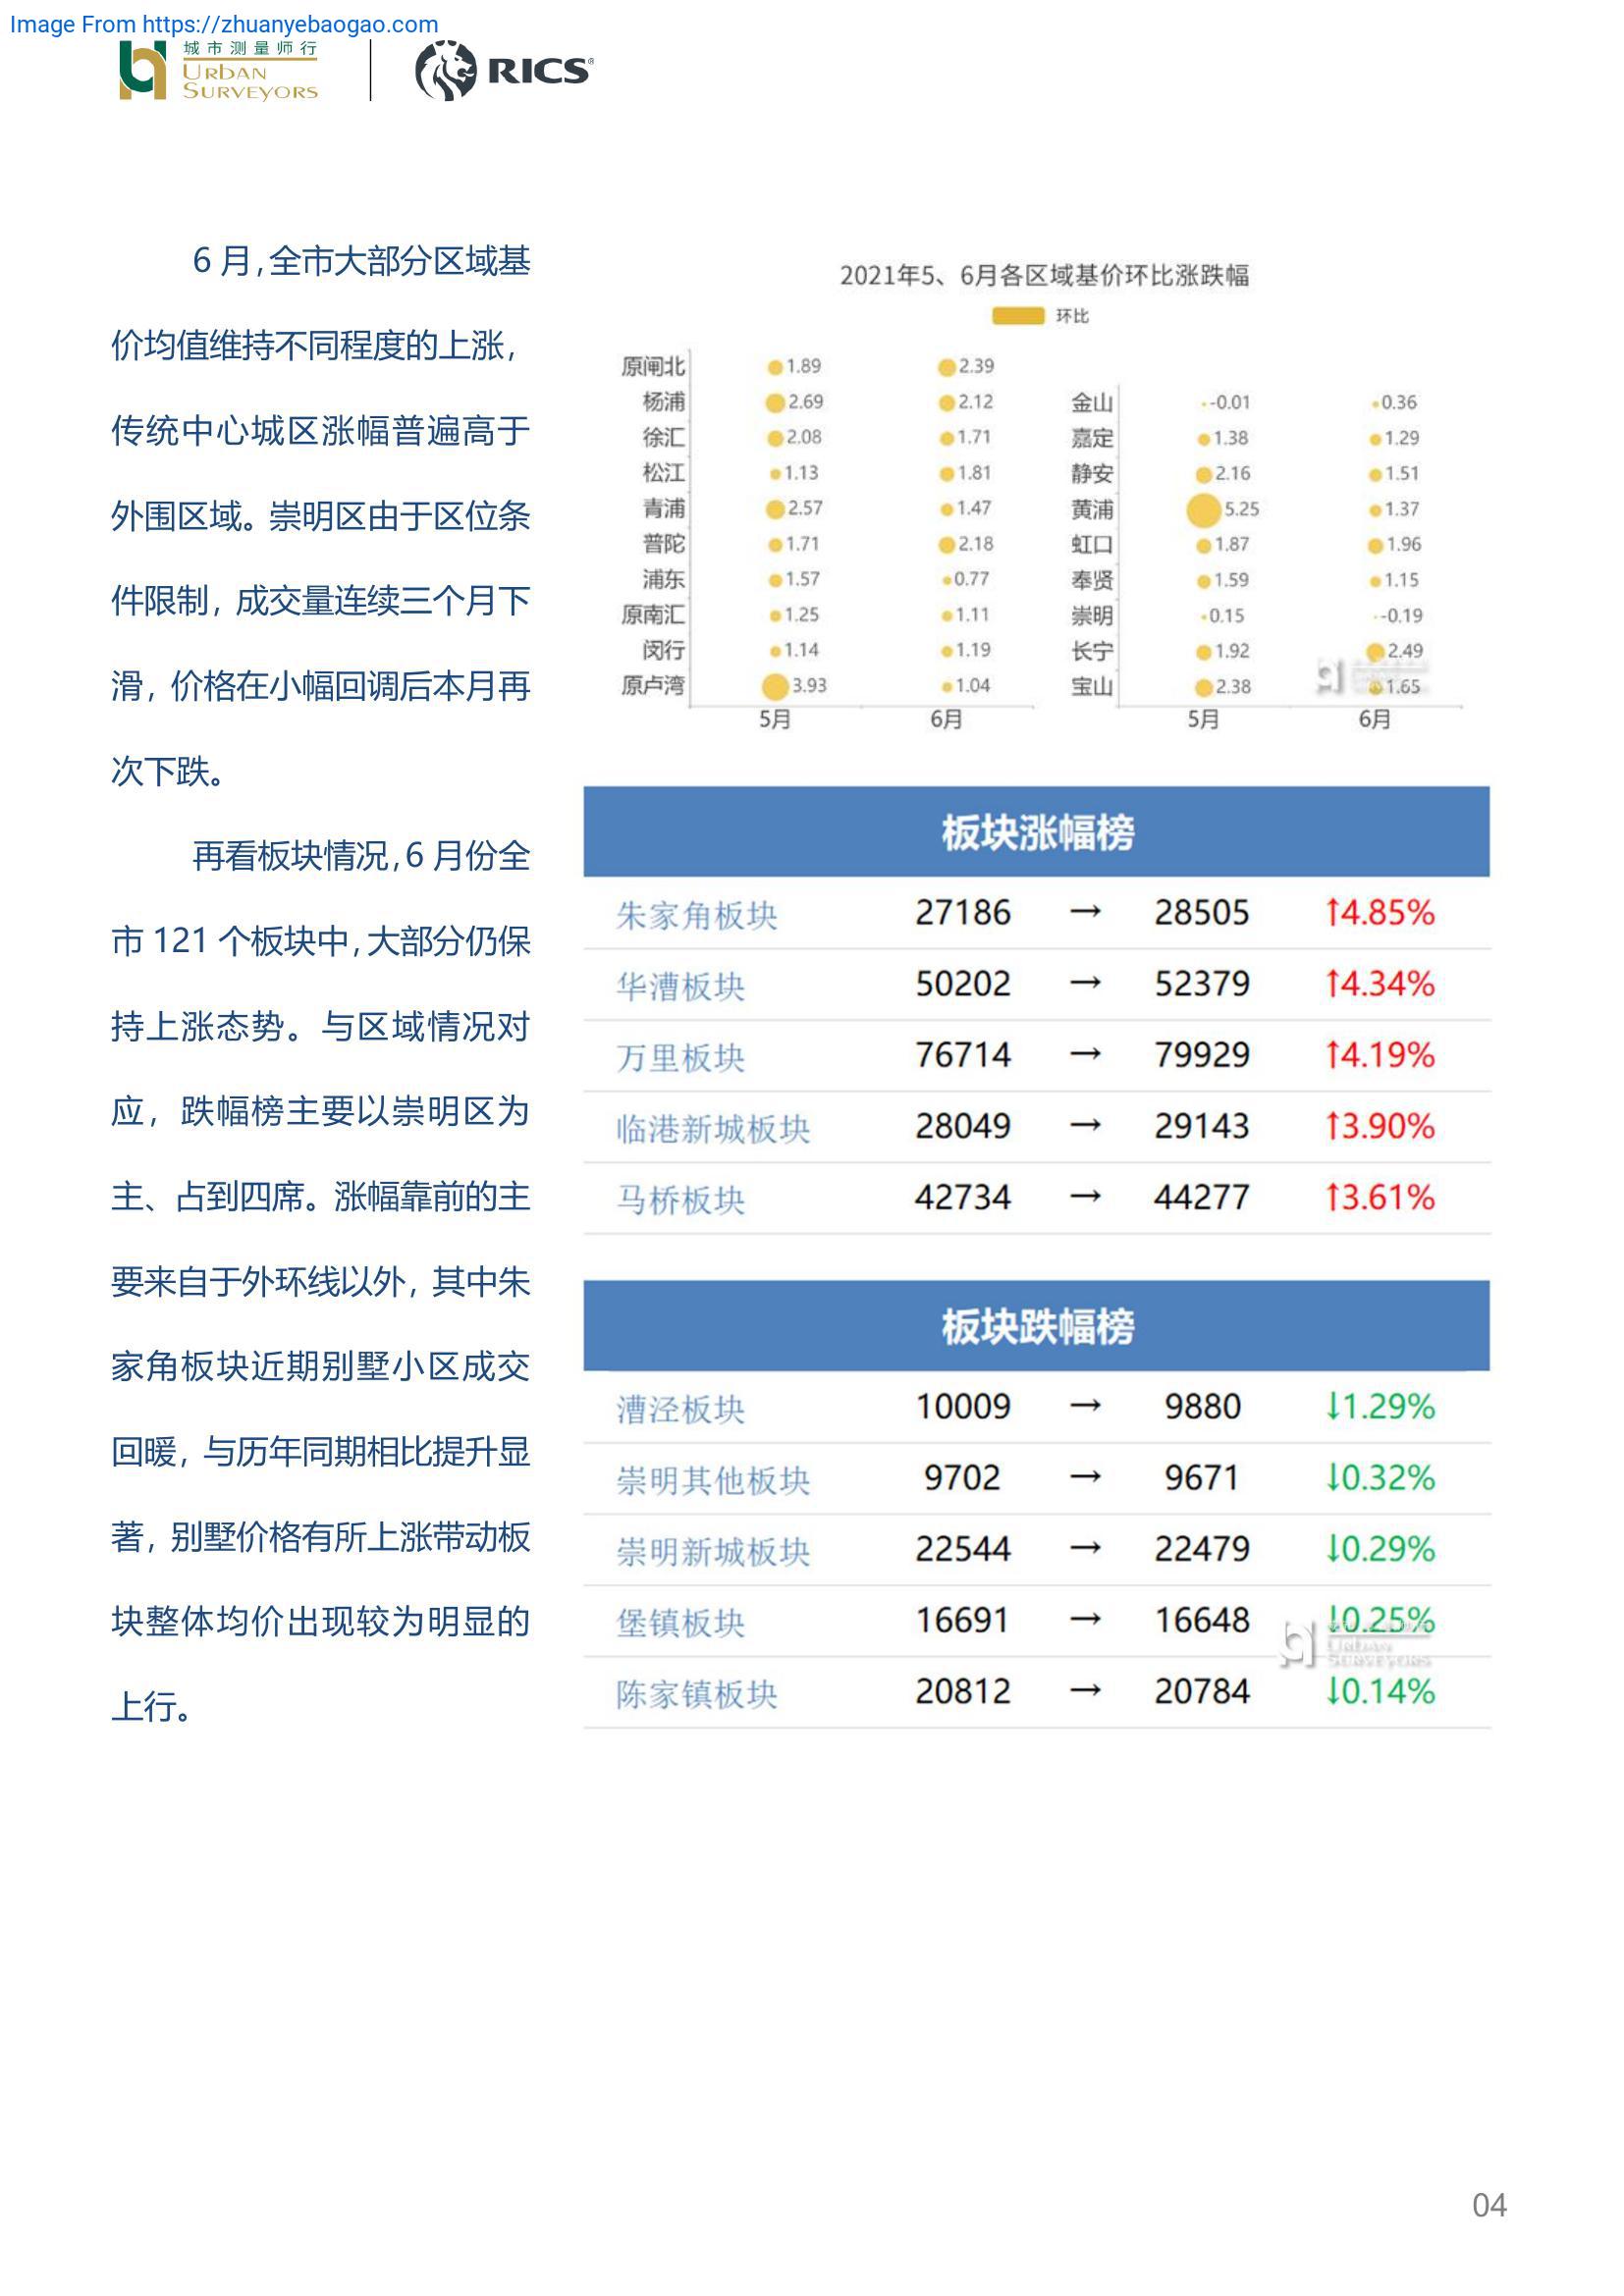 Image From https://zhuanyebaogao.com
城市测量师行
URBAN
SURVEYORS
RICS
6 月,全市大部分区域基
价均值维持不同程度的上涨,
传统中心城区涨幅普遍高于
外围区域。崇明区由于区位条
件限制, 成交量连续三个月下
滑, 价格在小幅回调后本月再
次下跌。
再看板块情况,6 月份全
市 121 个板块中,大部分仍保
持上涨态势。与区域情况对
应, 跌幅榜主要以崇明区为
主、占到四席。涨幅靠前的主
要来自于外环线以外, 其中朱
家角板块近期别墅小区成交
回暖, 与历年同期相比提升显
著, 别墅价格有所上涨带动板
块整体均价出现较为明显的
上行。
2021年5、6月各区域基价环比涨跌幅
环比
原闸北 1.89 2.39
杨浦 2.69 2.12
徐汇 2.08 1.71
松江 1.13 1.81
青浦 2.57 1.47
普陀 1.71 2.18
浦东 1.57 0.77
原南汇 1.25 1.11
闵行 1.14 1.19
原卢湾 3.93 1.04
5月 6月
金山 -0.01 0.36
嘉定 1.38 1.29
静安 2.16 1.51
黄浦 5.25 1.37
虹口 1.87 1.96
奉贤 1.59 1.15
崇明 0.15 -0.19
长宁 1.92 2.49
宝山 2.38 1.65
5月 6月
板块涨幅榜
朱家角板块 27186 → 28505 ↑4.85%
华漕板块 50202 → 52379 ↑4.34%
万里板块 76714 → 79929 ↑4.19%
临港新城板块 28049 → 29143 ↑3.90%
马桥板块 42734 → 44277 ↑3.61%
板块跌幅榜
漕泾板块 10009 → 9880 ↓1.29%
崇明其他板块 9702 → 9671 ↓0.32%
崇明新城板块 22544 → 22479 ↓0.29%
堡镇板块 16691 → 16648 ↓0.25%
URBAN
SURVEYORS
陈家镇板块 20812 → 20784 ↓0.14%
04